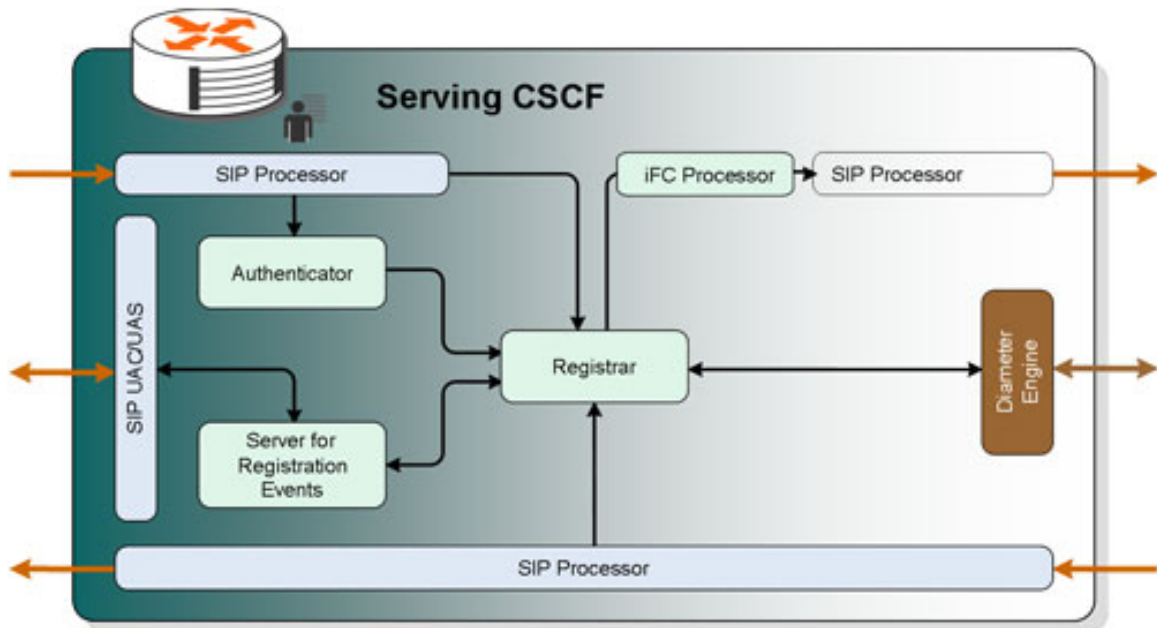 Serving CSCF
SIP Processor
iFC Processor
SIP Processor
Authenticator
SIP UAC/UAS
Registrar
Diameter
Engine
Server for
Registration
Events
SIP Processor